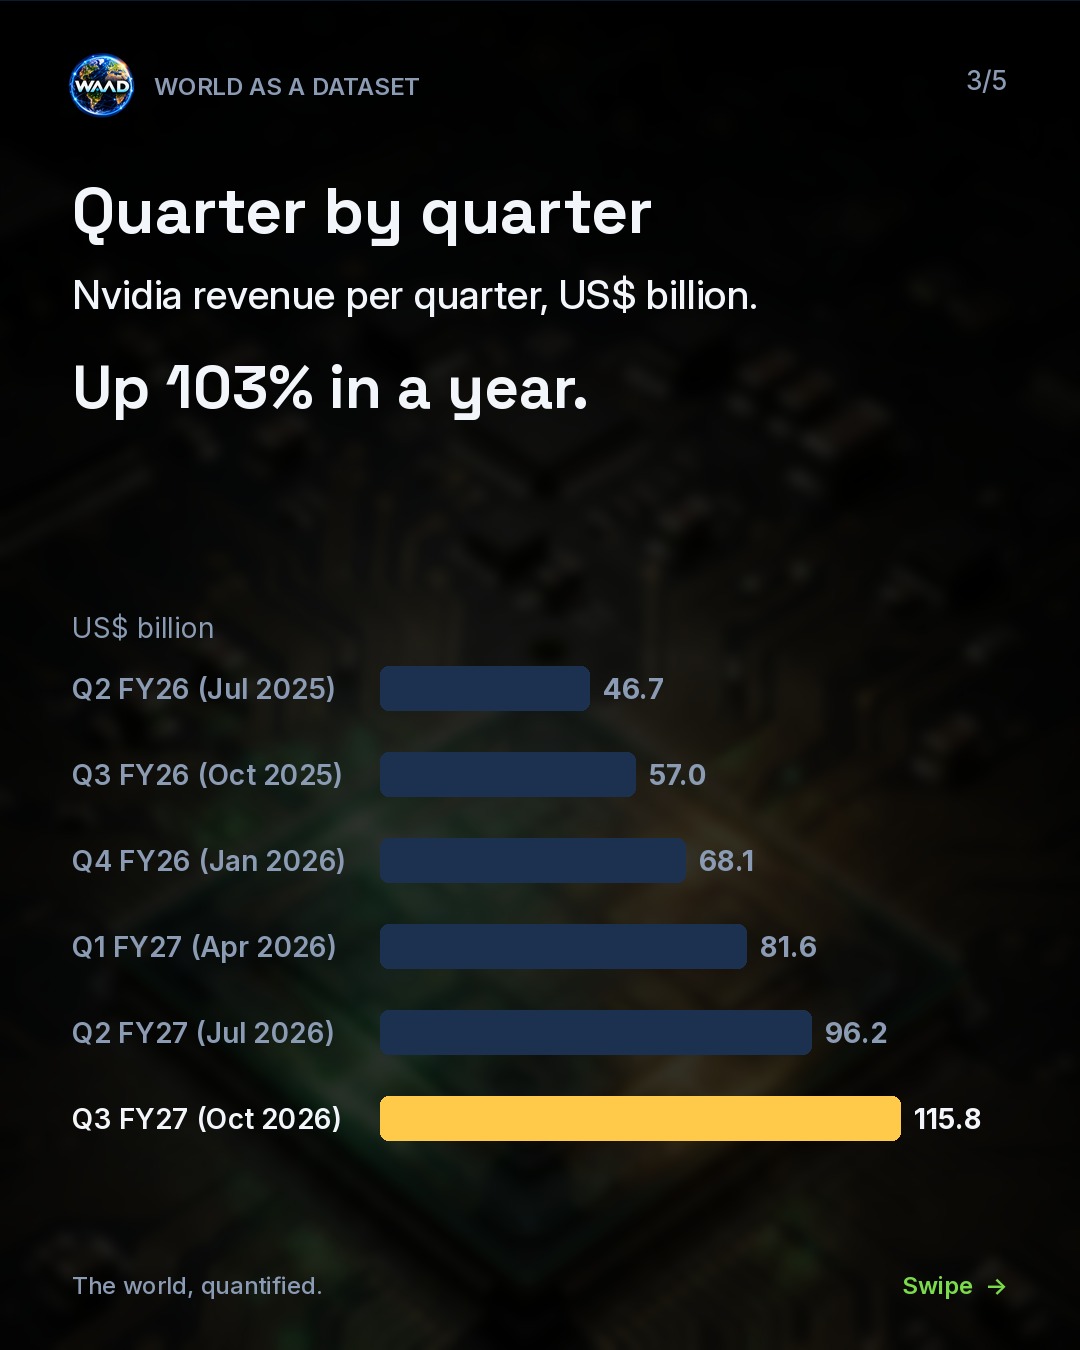 WAAD
WORLD AS A DATASET
3/5
Quarter by quarter
Nvidia revenue per quarter, US$ billion.
Up 103% in a year.
US$ billion
Q2 FY26 (Jul 2025) 46.7
Q3 FY26 (Oct 2025) 57.0
Q4 FY26 (Jan 2026) 68.1
Q1 FY27 (Apr 2026) 81.6
Q2 FY27 (Jul 2026) 96.2
Q3 FY27 (Oct 2026) 115.8
The world, quantified.
Swipe →